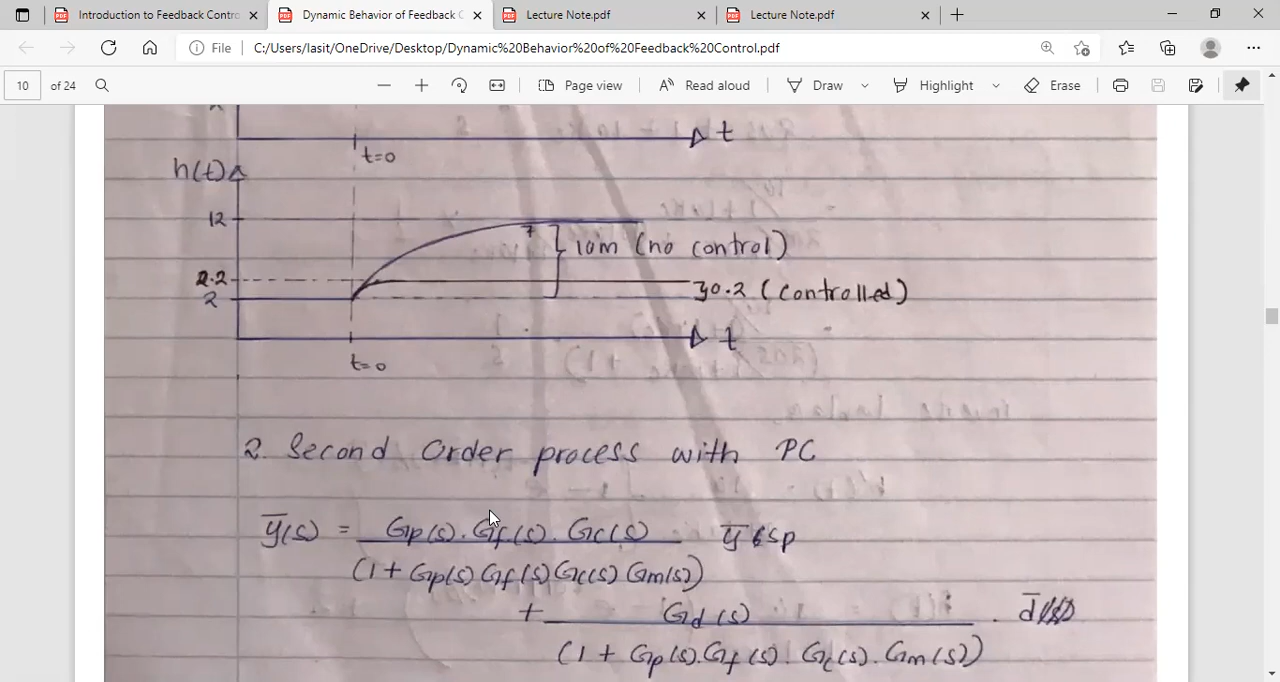 Introduction to Feedback Contro
Dynamic Behavior of Feedback C
Lecture Note.pdf
Lecture Note.pdf
File
C:/Users/lasit/OneDrive/Desktop/Dynamic%20Behavior%20of%20Feedback%20Control.pdf
10 of 24
Page view
Read aloud
Draw
Highlight
Erase
t
t=0
h(t)
12
10m (no control)
2.2
2
0.2 (controlled)
t
t=0
2. Second Order process with PC
ȳ(s) = Gp(s).Gf(s).Gc(s) ȳsp
(1 + Gp(s) Gf(s) Gc(s) Gm(s))
+ Gd(s) . d̄
(1 + Gp(s).Gf(s).Gc(s).Gm(s))